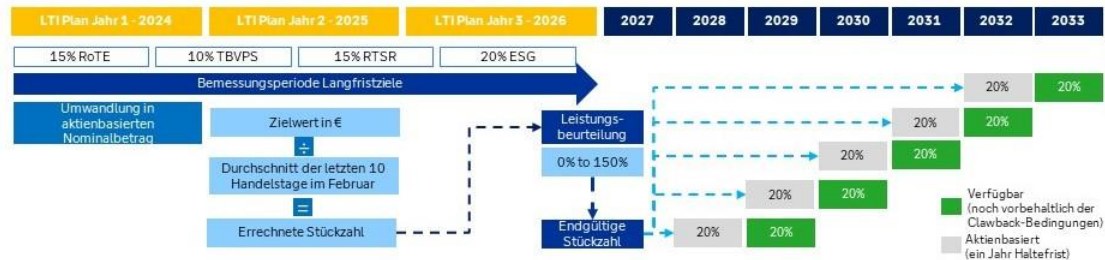 LTI Plan Jahr 1 - 2024
LTI Plan Jahr 2 - 2025
LTI Plan Jahr 3 - 2026
2027
2028
2029
2030
2031
2032
2033
15% RoTE
10% TBVPS
15% RTSR
20% ESG
Bemessungsperiode Langfristziele
Umwandlung in
aktienbasierten
Nominalbetrag
Zielwert in €
÷
Durchschnitt der letzten 10
Handelstage im Februar
=
Errechnete Stückzahl
Leistungs-
beurteilung
0% to 150%
Endgültige
Stückzahl
20%
20%
20%
20%
20%
20%
20%
20%
20%
20%
Verfügbar
(noch vorbehaltlich der
Clawback-Bedingungen)
Aktienbasiert
(ein Jahr Haltefrist)